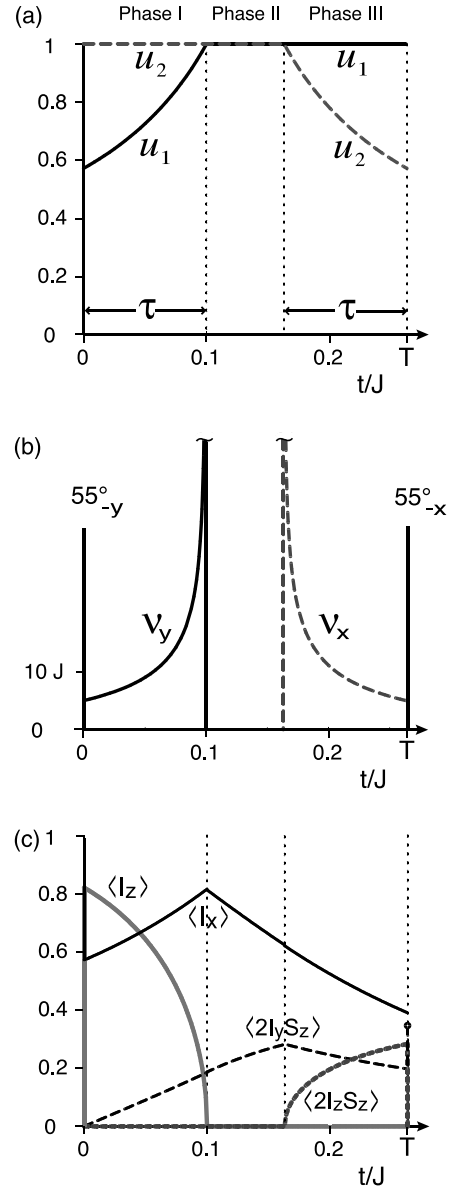 (a)
Phase I Phase II Phase III
1
u2 u1
0.8
u1 u2
0.6
0.4
0.2
τ τ
0
0 0.1 0.2 T
t/J
(b)
55°-y 55°-x
νy νx
10 J
0
0 0.1 0.2 T
t/J
(c)
1
⟨Iz⟩
0.8
⟨Ix⟩
0.6
0.4
⟨2IySz⟩
0.2
⟨2IzSz⟩
0
0 0.1 0.2 T
t/J